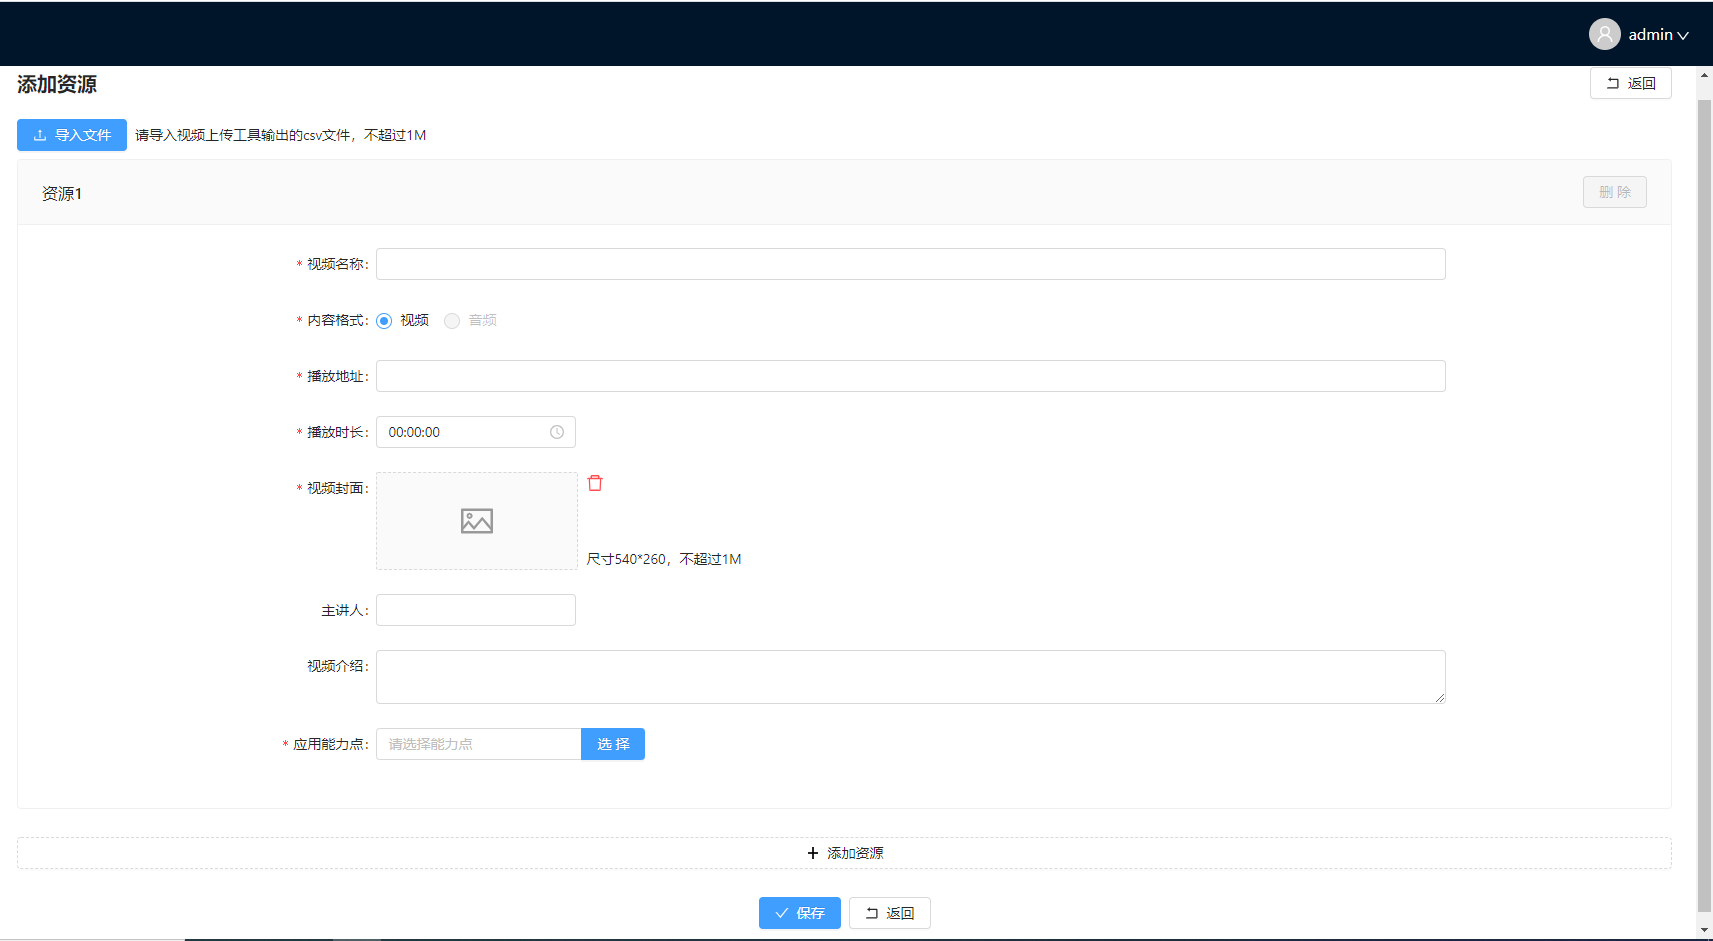 admin
添加资源
返回
导入文件 请导入视频上传工具输出的csv文件，不超过1M
资源1
删 除
* 视频名称:
* 内容格式: 视频 音频
* 播放地址:
* 播放时长: 00:00:00
* 视频封面:
尺寸540*260，不超过1M
主讲人:
视频介绍:
* 应用能力点: 请选择能力点 选 择
添加资源
保存 返回